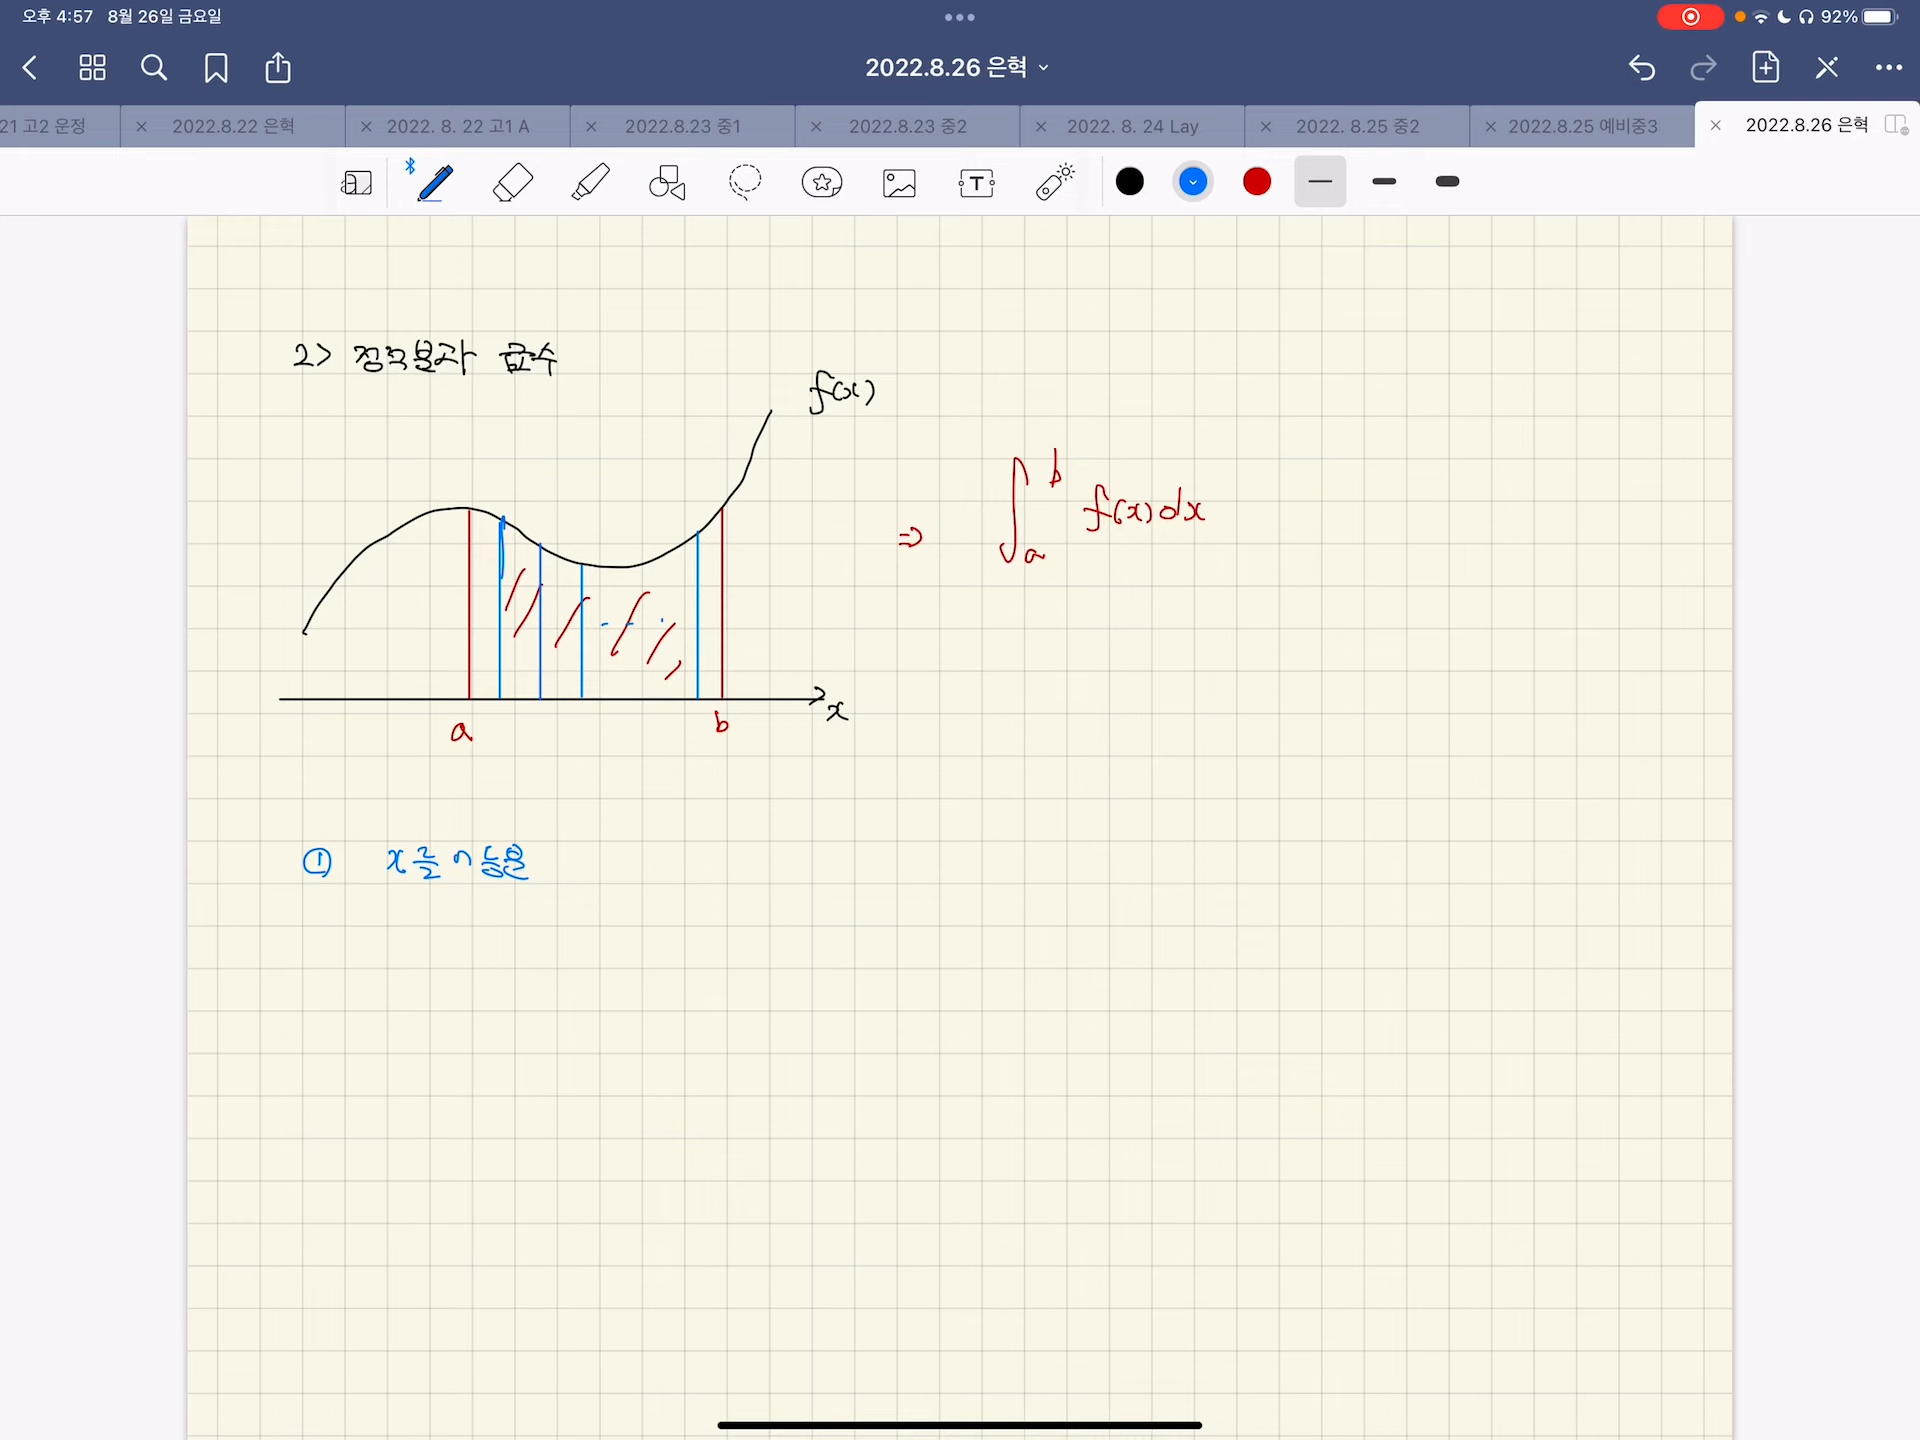 오후 4:57 8월 26일 금요일
92%
2022.8.26 은혁
21 고2 운정
2022.8.22 은혁
2022. 8. 22 고1 A
2022.8.23 중1
2022.8.23 중2
2022. 8. 24 Lay
2022. 8.25 중2
2022.8.25 예비중3
2022.8.26 은혁
2> 정적분과 급수
f(x)
⇒ ∫ₐᵇ f(x)dx
x
a b
① x를 n등분